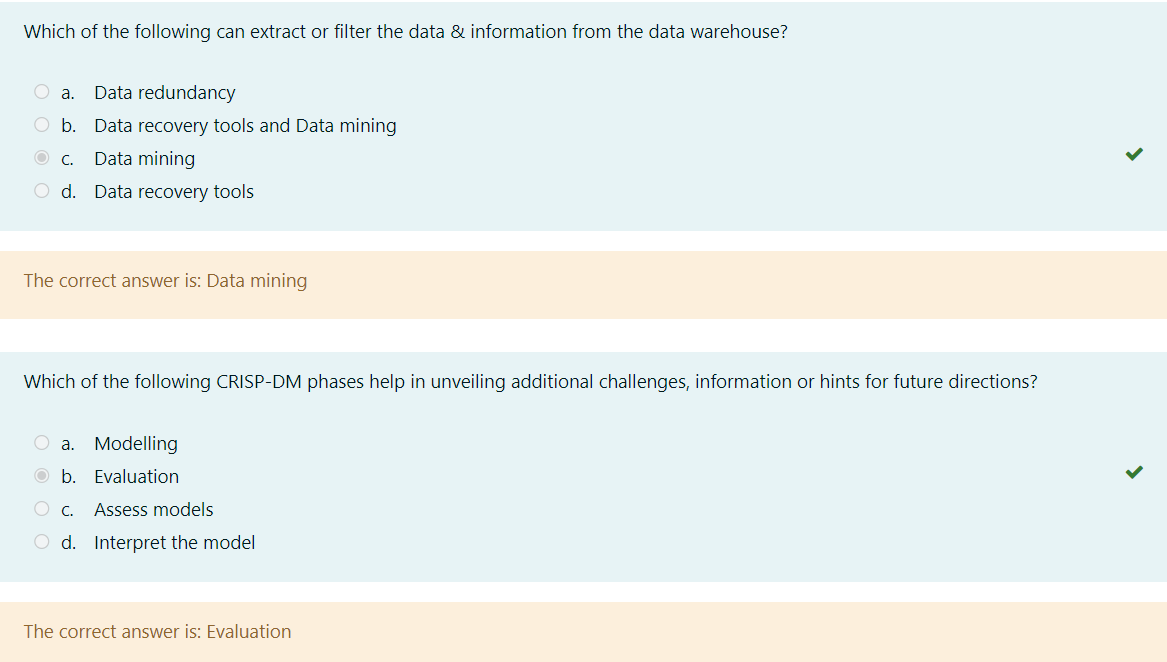 Which of the following can extract or filter the data & information from the data warehouse?
a. Data redundancy
b. Data recovery tools and Data mining
c. Data mining
d. Data recovery tools
The correct answer is: Data mining
Which of the following CRISP-DM phases help in unveiling additional challenges, information or hints for future directions?
a. Modelling
b. Evaluation
c. Assess models
d. Interpret the model
The correct answer is: Evaluation